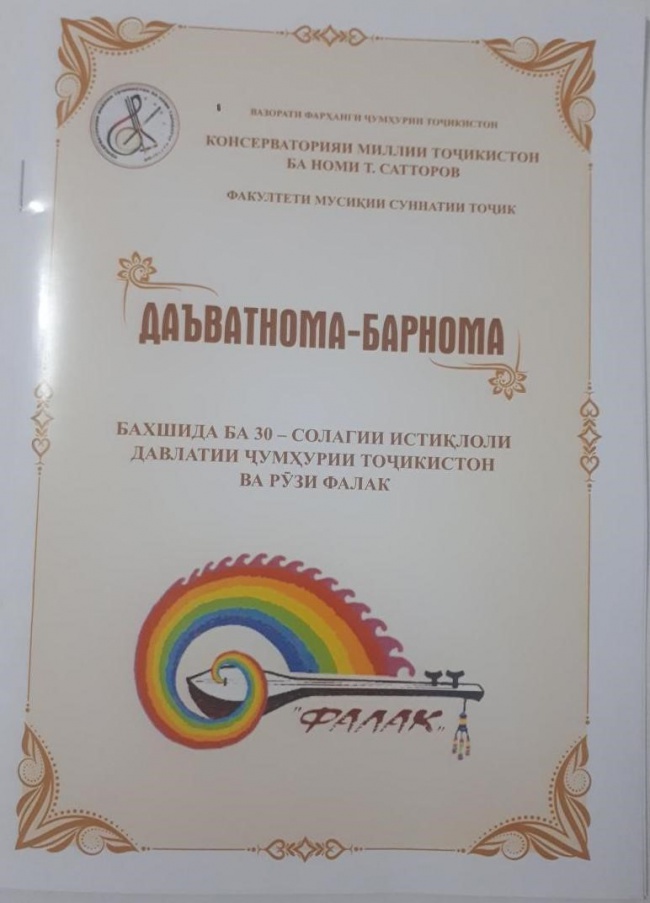 ВАЗОРАТИ ФАРҲАНГИ ҶУМҲУРИИ ТОҶИКИСТОН
КОНСЕРВАТОРИЯИ МИЛЛИИ ТОҶИКИСТОН
БА НОМИ Т. САТТОРОВ
ФАКУЛТЕТИ МУСИҚИИ СУННАТИИ ТОҶИК
ДАЪВАТНОМА-БАРНОМА
БАХШИДА БА 30 – СОЛАГИИ ИСТИҚЛОЛИ
ДАВЛАТИИ ҶУМҲУРИИ ТОҶИКИСТОН
ВА РӮЗИ ФАЛАК
"ФАЛАК"